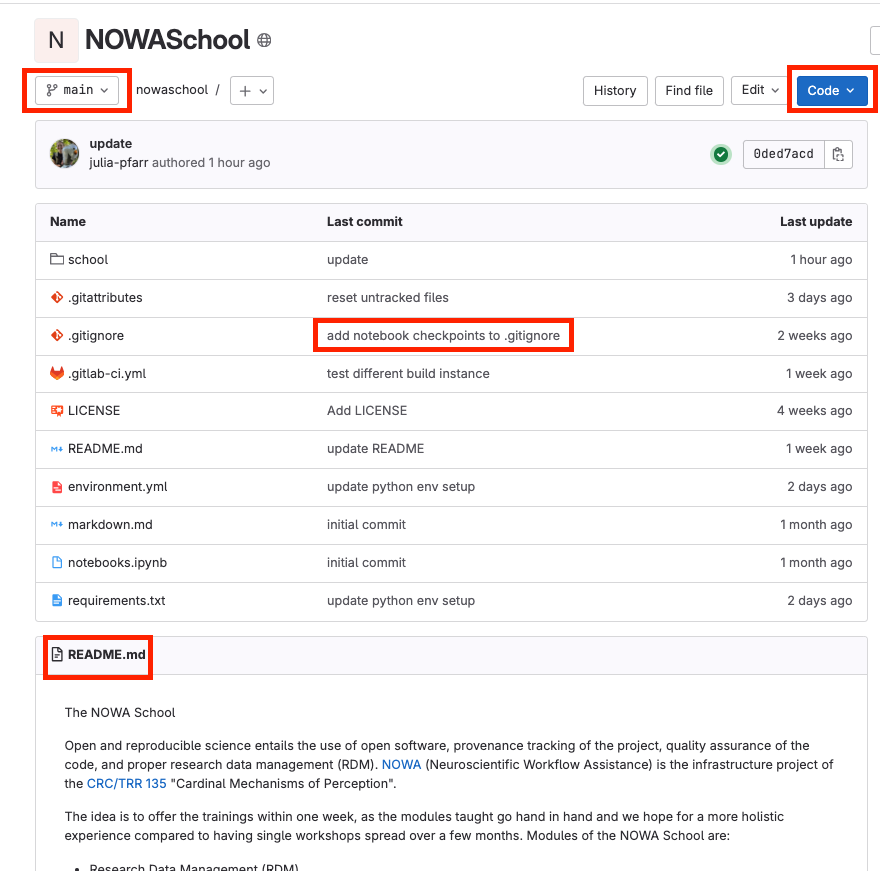 N NOWASchool
main nowaschool / + History Find file Edit Code
update
julia-pfarr authored 1 hour ago 0ded7acd
Name Last commit Last update
school update 1 hour ago
.gitattributes reset untracked files 3 days ago
.gitignore add notebook checkpoints to .gitignore 2 weeks ago
.gitlab-ci.yml test different build instance 1 week ago
LICENSE Add LICENSE 4 weeks ago
README.md update README 1 week ago
environment.yml update python env setup 2 days ago
markdown.md initial commit 1 month ago
notebooks.ipynb initial commit 1 month ago
requirements.txt update python env setup 2 days ago
README.md
The NOWA School
Open and reproducible science entails the use of open software, provenance tracking of the project, quality assurance of the
code, and proper research data management (RDM). NOWA (Neuroscientific Workflow Assistance) is the infrastructure project of
the CRC/TRR 135 "Cardinal Mechanisms of Perception".
The idea is to offer the trainings within one week, as the modules taught go hand in hand and we hope for a more holistic
experience compared to having single workshops spread over a few months. Modules of the NOWA School are:
• Research Data Management (RDM)